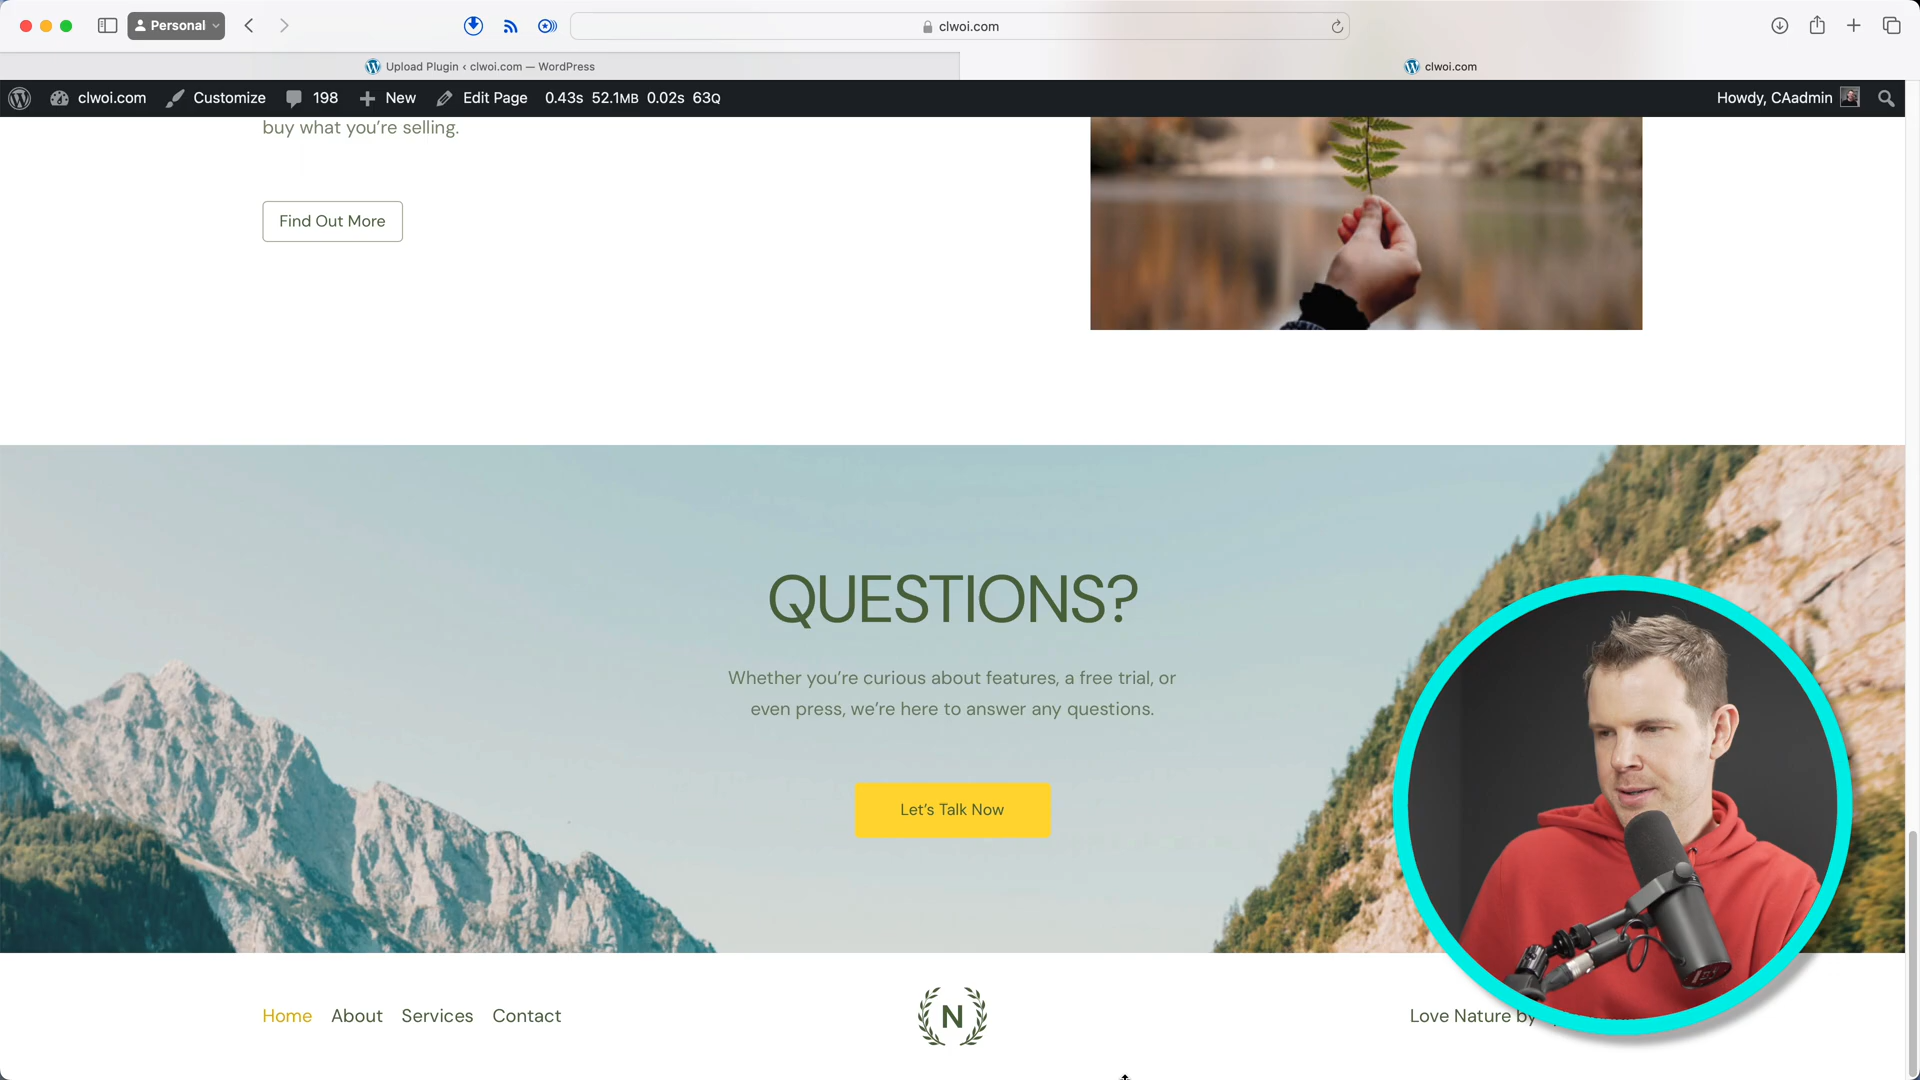 Personal
clwoi.com
Upload Plugin ‹ clwoi.com — WordPress
clwoi.com
clwoi.com Customize 198 New Edit Page 0.43s 52.1MB 0.02s 63Q
Howdy, CAadmin
buy what you're selling.
Find Out More
QUESTIONS?
Whether you’re curious about features, a free trial, or
even press, we’re here to answer any questions.
Let’s Talk Now
Home About Services Contact
N
Love Nature by